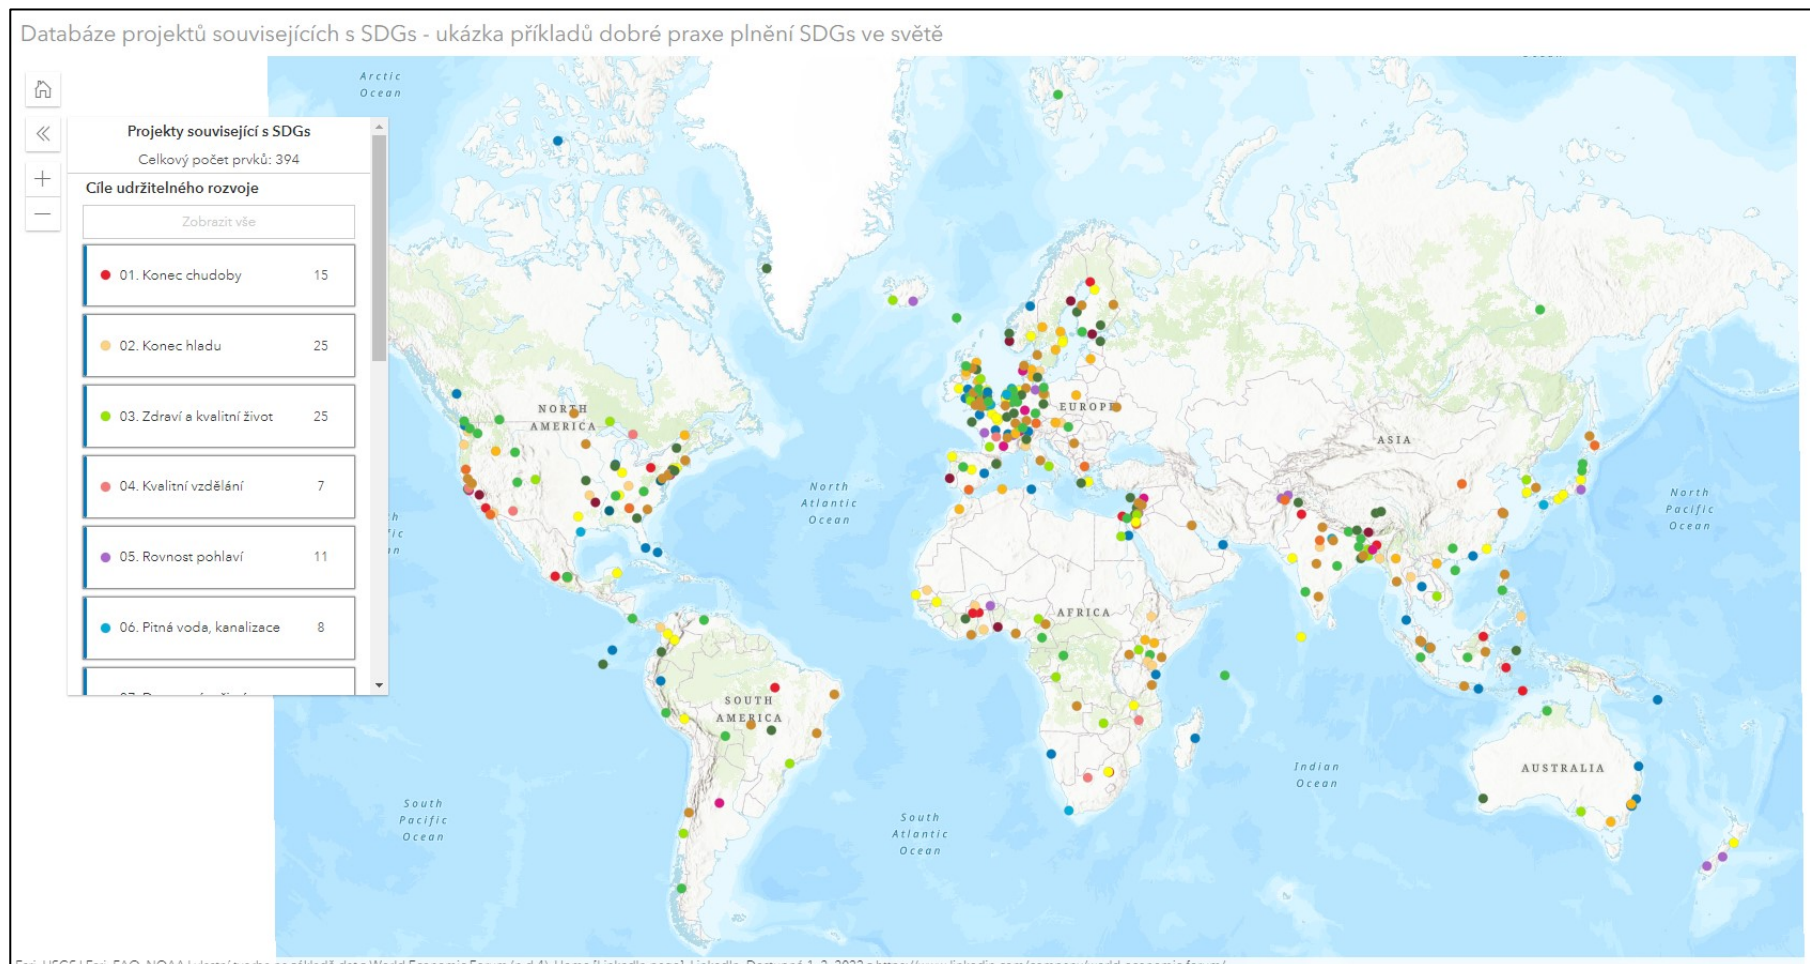 Databáze projektů souvisejících s SDGs - ukázka příkladů dobré praxe plnění SDGs ve světě
Projekty související s SDGs
Celkový počet prvků: 394
Cíle udržitelného rozvoje
Zobrazit vše
01. Konec chudoby 15
02. Konec hladu 25
03. Zdraví a kvalitní život 25
04. Kvalitní vzdělání 7
05. Rovnost pohlaví 11
06. Pitná voda, kanalizace 8
Arctic
Ocean
NORTH
AMERICA
EUROPE
ASIA
North
Atlantic
Ocean
North
Pacific
Ocean
AFRICA
SOUTH
AMERICA
Indian
Ocean
AUSTRALIA
South
Pacific
Ocean
South
Atlantic
Ocean